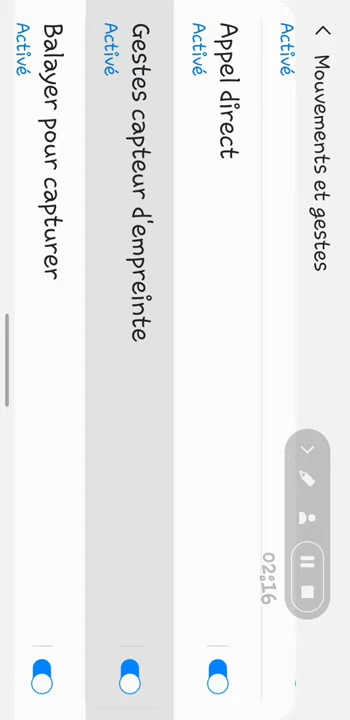 Mouvements et gestes
Activé
02:16
Appel direct
Activé
Gestes capteur d'empreinte
Activé
Balayer pour capturer
Activé